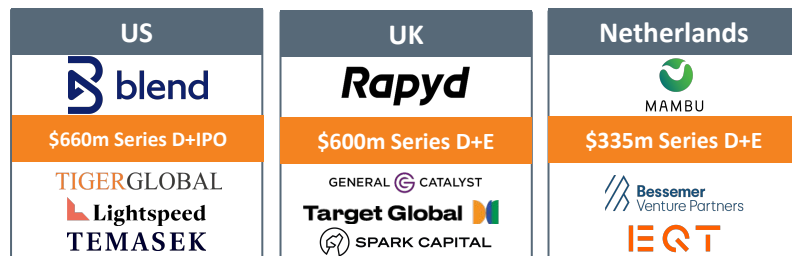 US
blend
$660m Series D+IPO
TIGERGLOBAL
Lightspeed
TEMASEK
UK
Rapyd
$600m Series D+E
GENERAL CATALYST
Target Global
SPARK CAPITAL
Netherlands
MAMBU
$335m Series D+E
Bessemer
Venture Partners
EQT